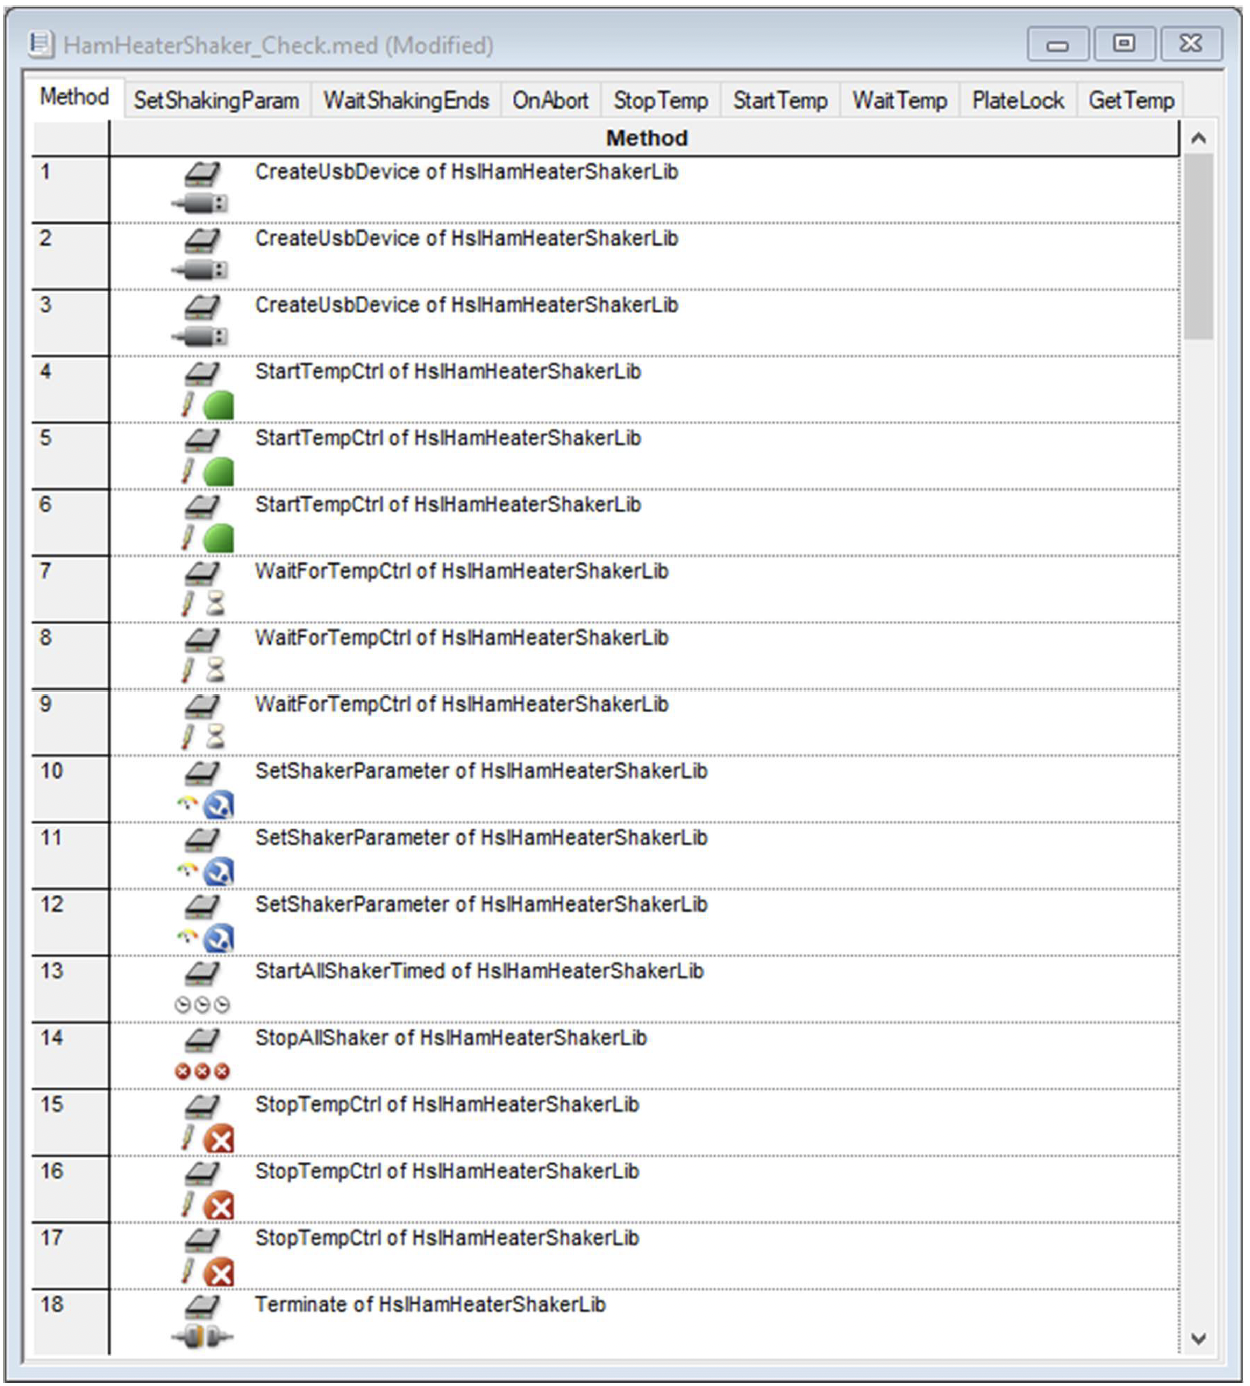 HamHeaterShaker_Check.med (Modified)
Method SetShakingParam WaitShakingEnds OnAbort StopTemp StartTemp WaitTemp PlateLock GetTemp
Method
1 CreateUsbDevice of HslHamHeaterShakerLib
2 CreateUsbDevice of HslHamHeaterShakerLib
3 CreateUsbDevice of HslHamHeaterShakerLib
4 StartTempCtrl of HslHamHeaterShakerLib
5 StartTempCtrl of HslHamHeaterShakerLib
6 StartTempCtrl of HslHamHeaterShakerLib
7 WaitForTempCtrl of HslHamHeaterShakerLib
8 WaitForTempCtrl of HslHamHeaterShakerLib
9 WaitForTempCtrl of HslHamHeaterShakerLib
10 SetShakerParameter of HslHamHeaterShakerLib
11 SetShakerParameter of HslHamHeaterShakerLib
12 SetShakerParameter of HslHamHeaterShakerLib
13 StartAllShakerTimed of HslHamHeaterShakerLib
14 StopAllShaker of HslHamHeaterShakerLib
15 StopTempCtrl of HslHamHeaterShakerLib
16 StopTempCtrl of HslHamHeaterShakerLib
17 StopTempCtrl of HslHamHeaterShakerLib
18 Terminate of HslHamHeaterShakerLib